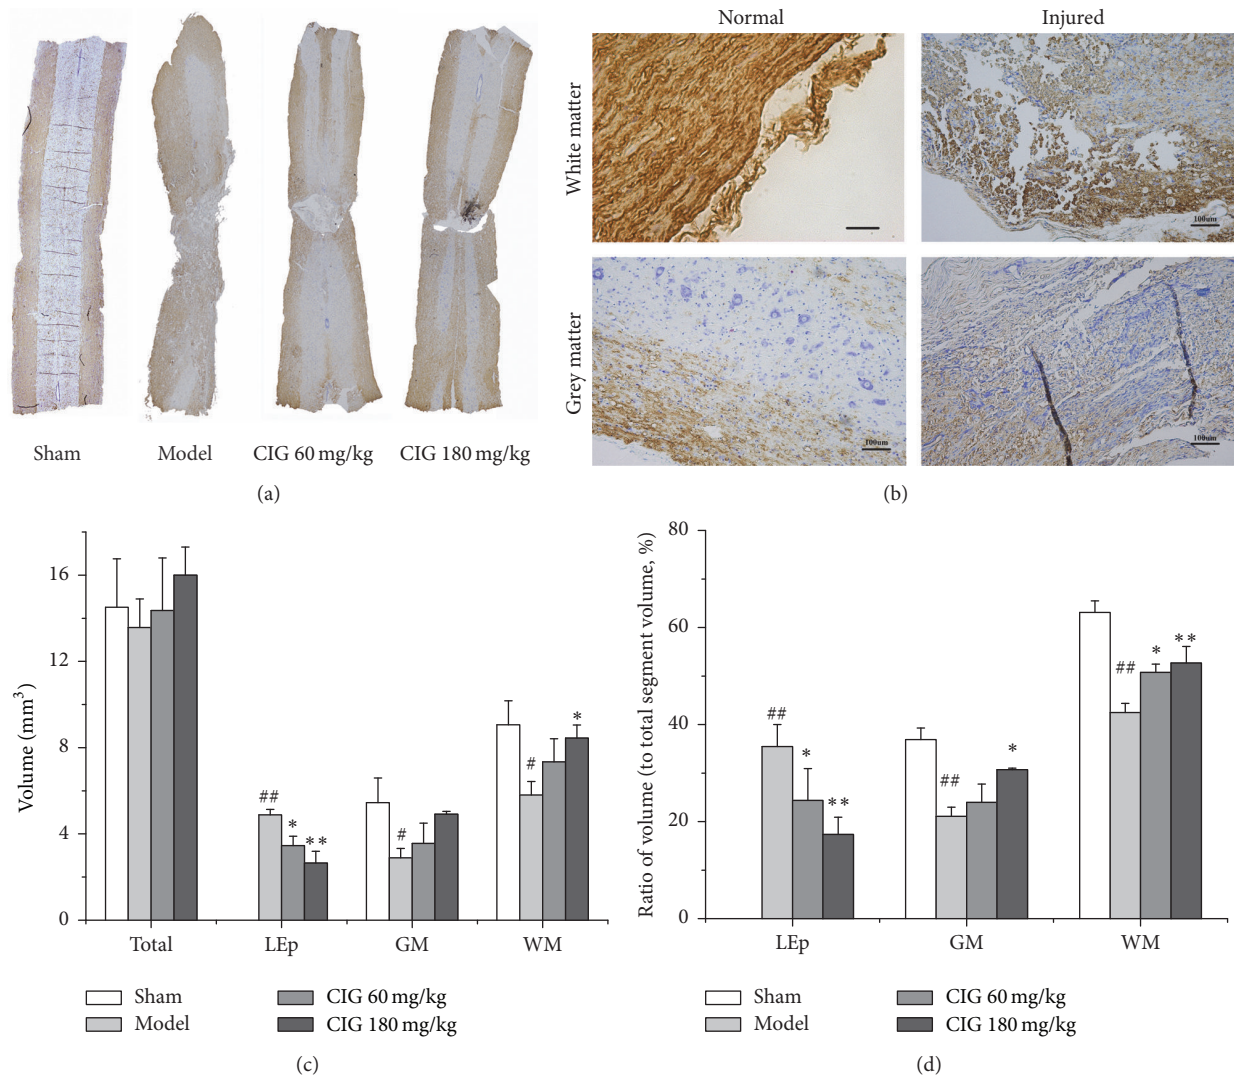 Normal
Injured
White matter
100um
Grey matter
100um
100um
Sham
Model
CIG 60 mg/kg
CIG 180 mg/kg
(a)
(b)
Volume (mm³)
16
12
8
4
0
##
*
**
#
#
*
Total
LEp
GM
WM
Sham
Model
CIG 60 mg/kg
CIG 180 mg/kg
(c)
Ratio of volume (to total segment volume, %)
80
60
40
20
0
##
*
**
##
*
##
*
**
LEp
GM
WM
Sham
Model
CIG 60 mg/kg
CIG 180 mg/kg
(d)